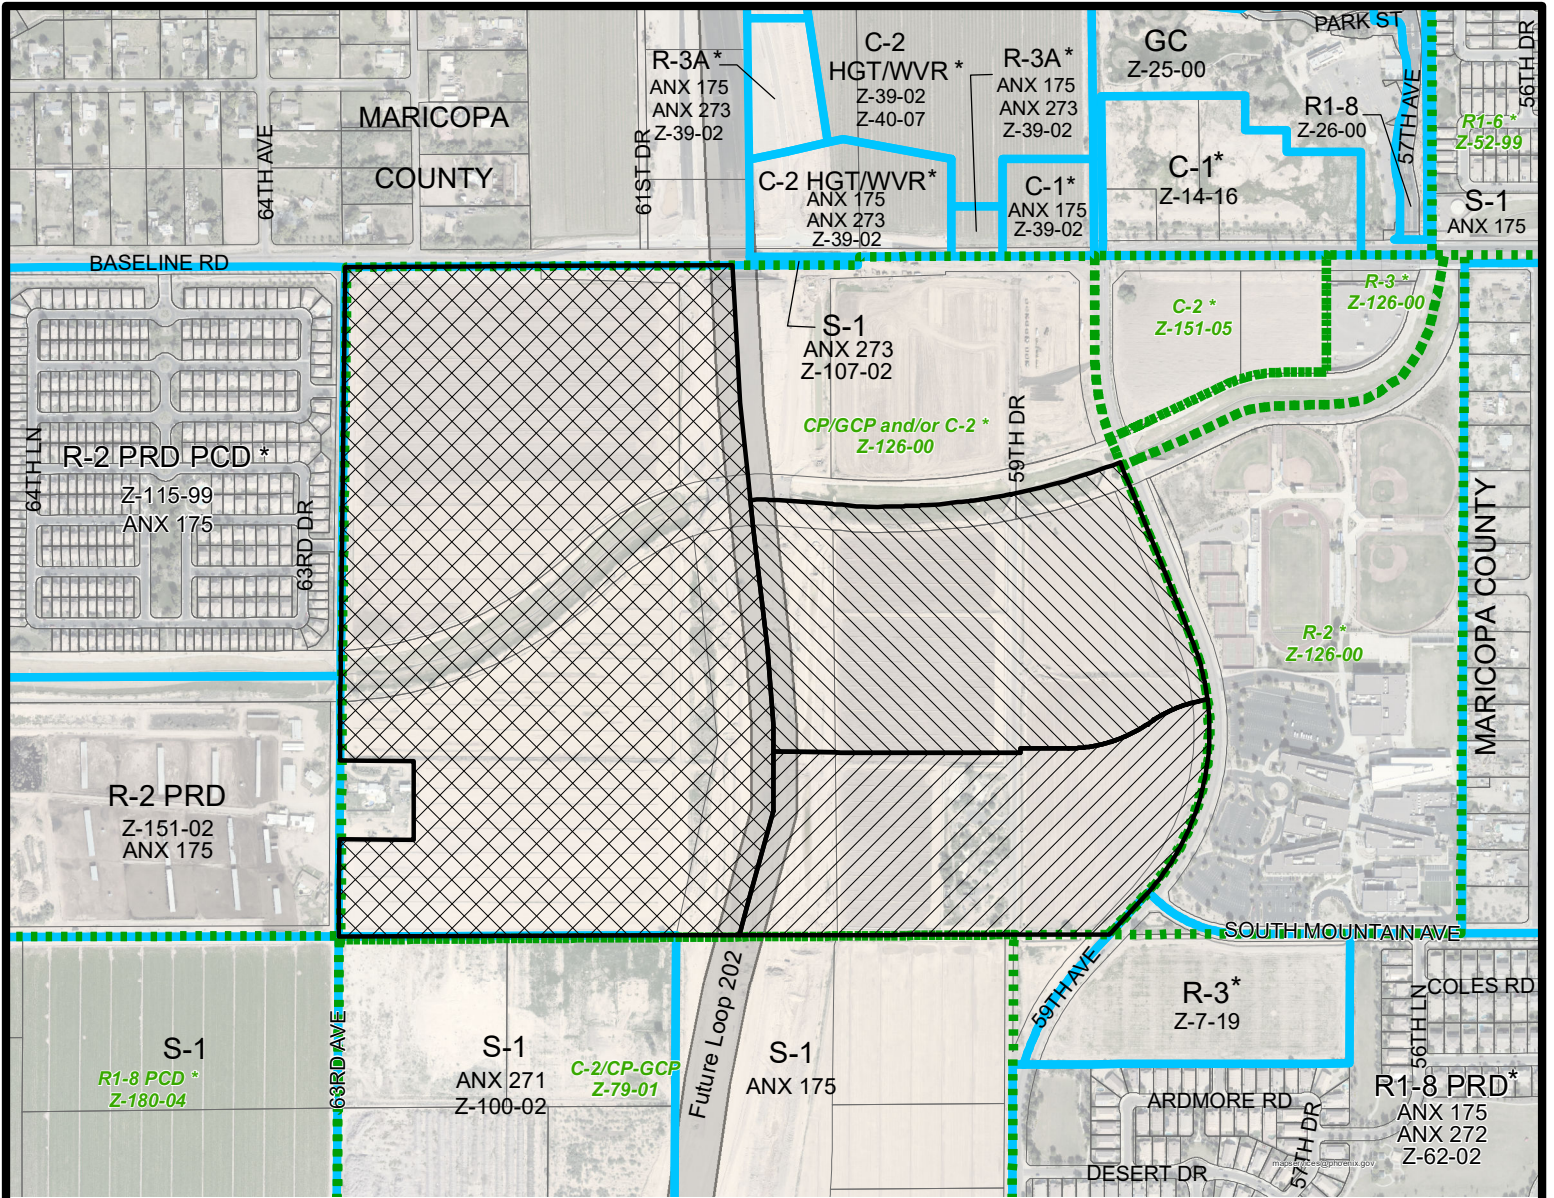 PARK ST
C-2
HGT/WVR *
Z-39-02
Z-40-07
R-3A *
ANX 175
ANX 273
Z-39-02
R-3A *
ANX 175
ANX 273
Z-39-02
GC
Z-25-00
R1-8
Z-26-00
57TH AVE
56TH DR
R1-6 *
Z-52-99
MARICOPA
COUNTY
64TH AVE
61ST DR
C-2 HGT/WVR *
ANX 175
ANX 273
Z-39-02
C-1 *
ANX 175
Z-39-02
C-1 *
Z-14-16
S-1
ANX 175
BASELINE RD
S-1
ANX 273
Z-107-02
C-2 *
Z-151-05
R-3 *
Z-126-00
CP/GCP and/or C-2 *
Z-126-00
59TH DR
64TH LN
R-2 PRD PCD *
Z-115-99
ANX 175
63RD DR
R-2 *
Z-126-00
MARICOPA COUNTY
R-2 PRD
Z-151-02
ANX 175
SOUTH MOUNTAIN AVE
59TH AVE
R-3 *
Z-7-19
56TH LN
COLES RD
Future Loop 202
63RD AVE
S-1
R1-8 PCD *
Z-180-04
S-1
ANX 271
Z-100-02
C-2/CP-GCP
Z-79-01
S-1
ANX 175
ARDMORE RD
R1-8 PRD *
ANX 175
ANX 272
Z-62-02
57TH DR
mapservices@phoenix.gov
DESERT DR